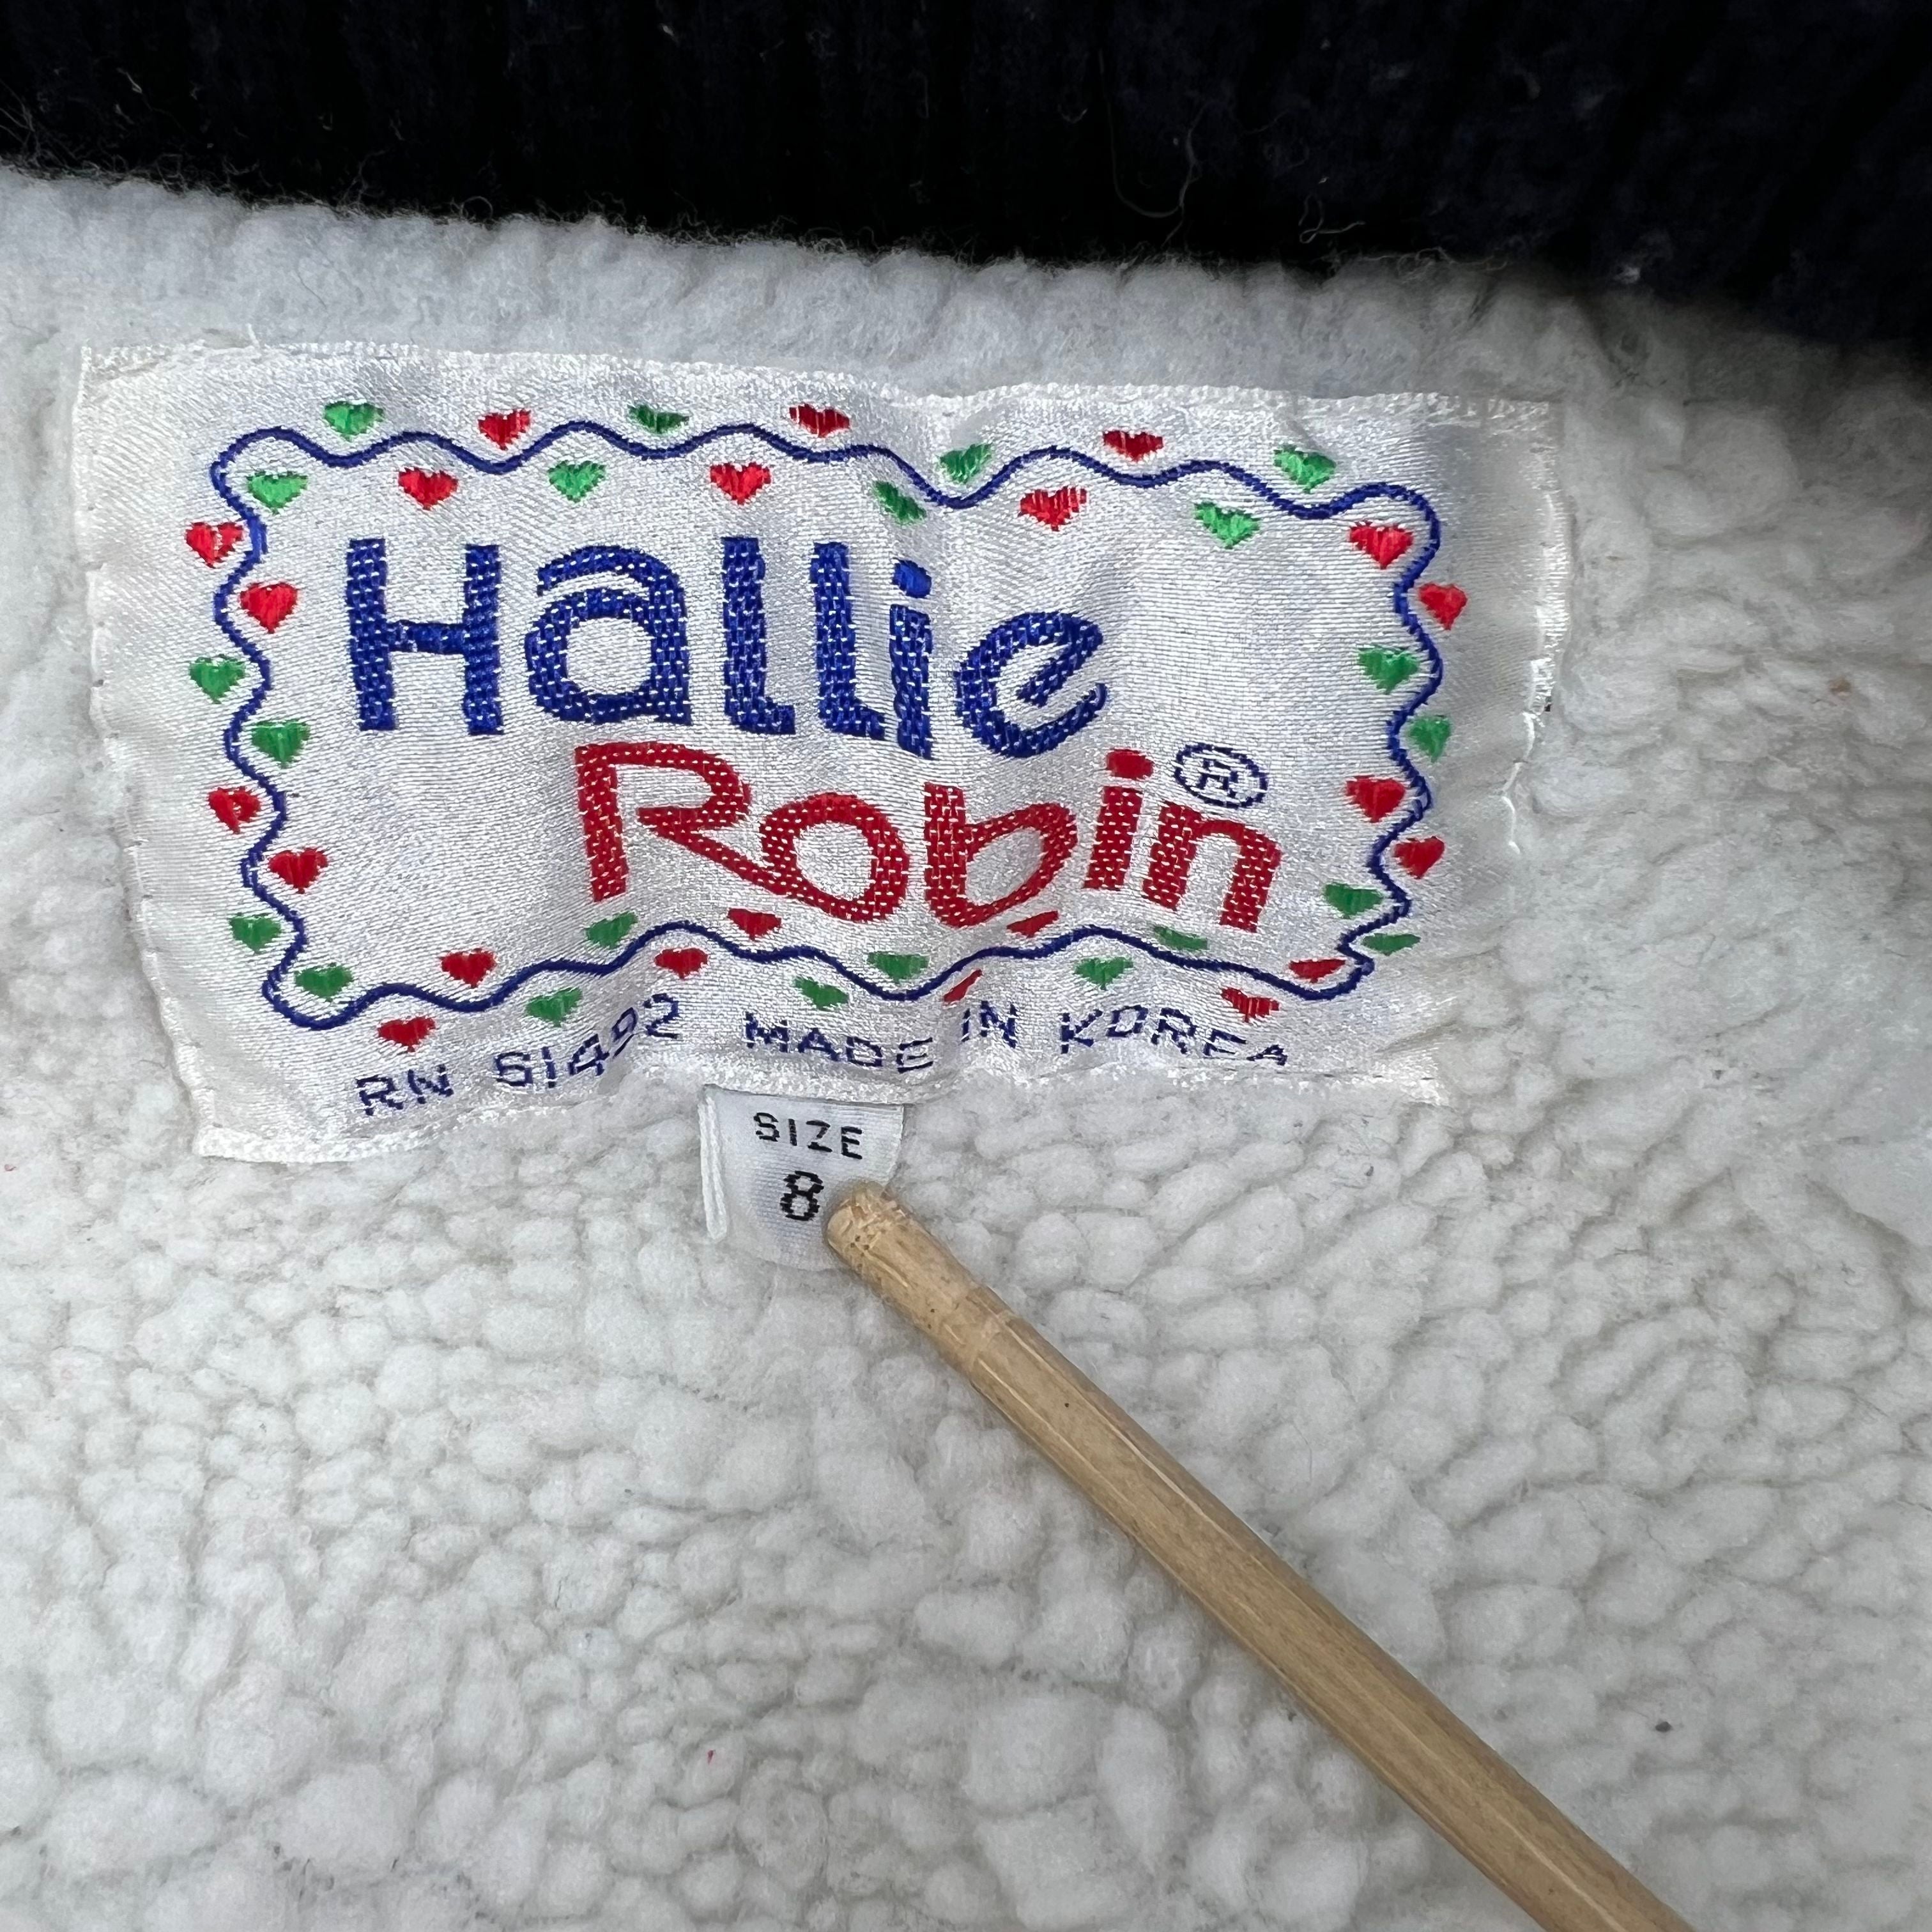 Hallie
Robin®
RN 51492 MADE IN KOREA
SIZE
8